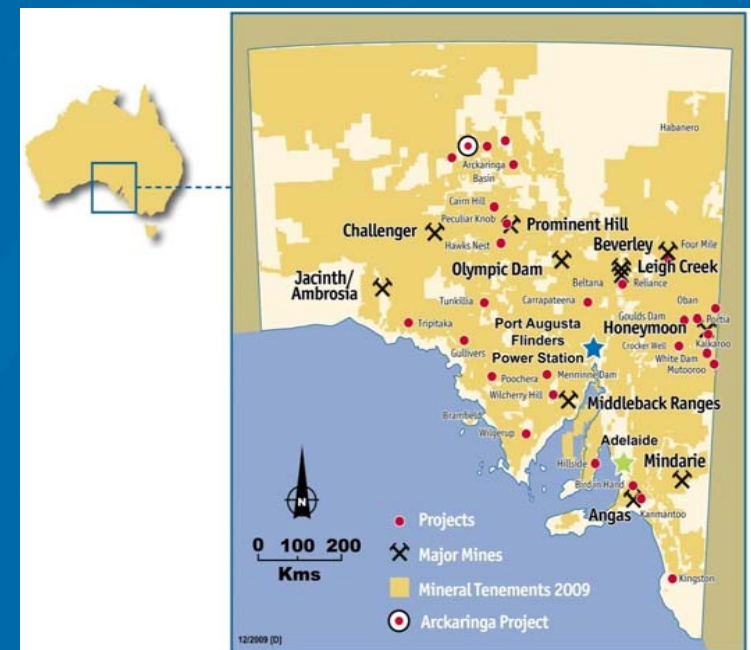 Habanero
Arckaringa
Basin
Cairn Hill
Peculiar Knob
Prominent Hill
Challenger
Hawks Nest
Beverley
Four Mile
Olympic Dam
Leigh Creek
Jacinth/
Ambrosia
Beltana
Reliance
Tunkillia
Carrapateena
Oban
Goulds Dam
Portia
Tripitaka
Port Augusta
Flinders
Power Station
Honeymoon
Kalkaroo
Crocker Well
Gullivers
White Dam
Mutooroo
Poochera
Menninnie Dam
Wilcherry Hill
Middleback Ranges
Bramfield
Wilgerup
Adelaide
Hillside
Mindarie
Bird in Hand
Angas
Kanmantoo
N
0 100 200
Kms
Projects
Major Mines
Mineral Tenements 2009
Arckaringa Project
Kingston
12/2009 [D]